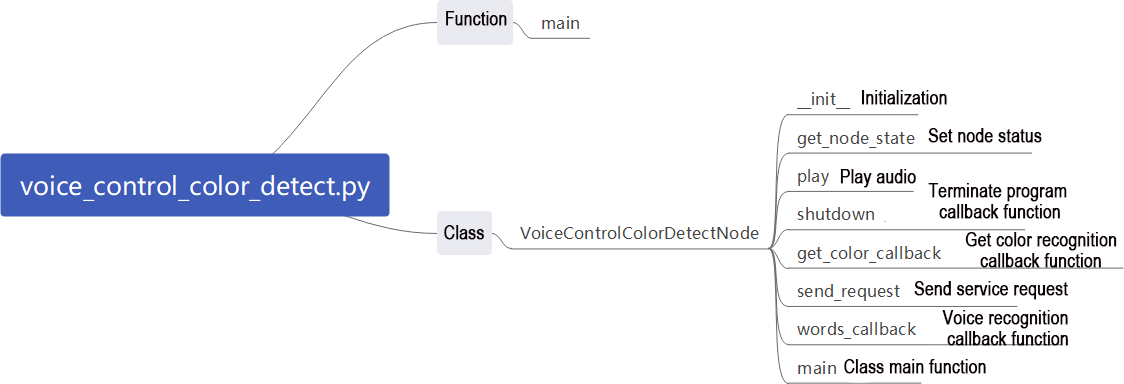 Function
main
voice_control_color_detect.py
Class
VoiceControlColorDetectNode
__init__ Initialization
get_node_state Set node status
play Play audio
shutdown Terminate program
callback function
get_color_callback Get color recognition
callback function
send_request Send service request
words_callback Voice recognition
callback function
main Class main function